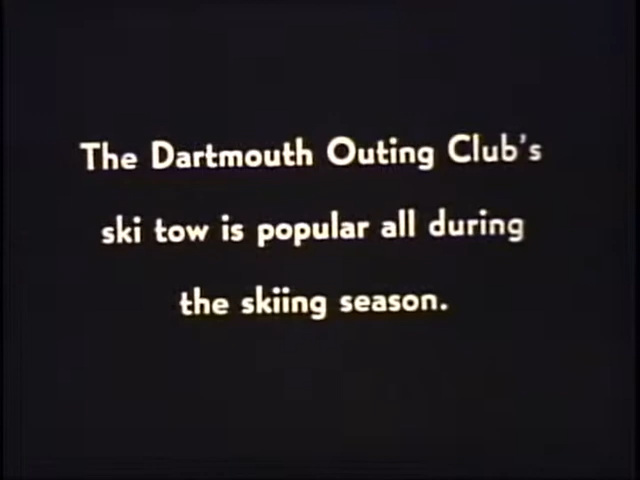 The Dartmouth Outing Club's
ski tow is popular all during
the skiing season.